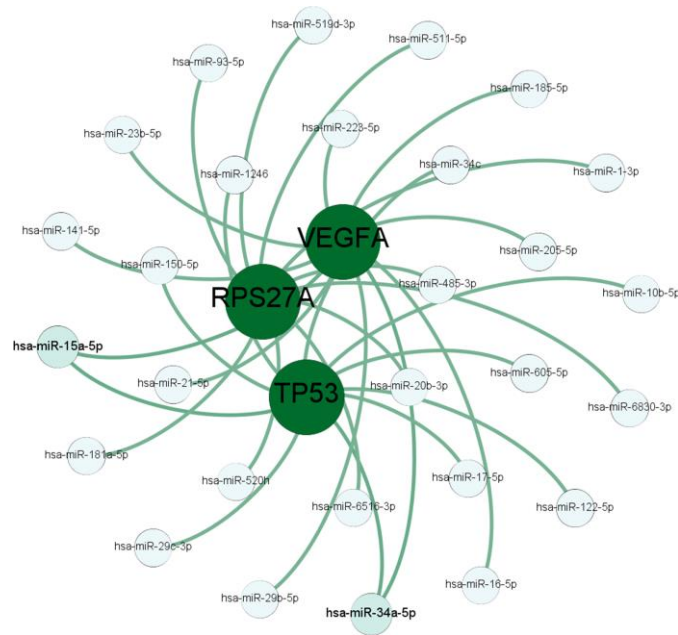 hsa-miR-519d-3p
hsa-miR-511-5p
hsa-miR-93-5p
hsa-miR-185-5p
hsa-miR-23b-5p
hsa-miR-223-5p
hsa-miR-34c
hsa-miR-1-3p
hsa-miR-1246
hsa-miR-141-5p
VEGFA
hsa-miR-205-5p
hsa-miR-150-5p
hsa-miR-485-3p
RPS27A
hsa-miR-10b-5p
hsa-miR-15a-5p
hsa-miR-605-5p
hsa-miR-21-5p
TP53
hsa-miR-20b-3p
hsa-miR-6830-3p
hsa-miR-181a-5p
hsa-miR-17-5p
hsa-miR-520h
hsa-miR-6516-3p
hsa-miR-122-5p
hsa-miR-29c-3p
hsa-miR-16-5p
hsa-miR-29b-5p
hsa-miR-34a-5p